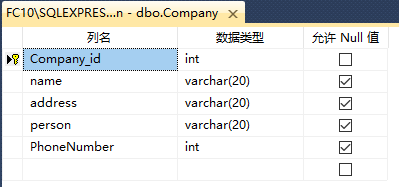 FC10\SQLEXPRES...n - dbo.Company
列名 数据类型 允许 Null 值
Company_id int
name varchar(20)
address varchar(20)
person varchar(20)
PhoneNumber int